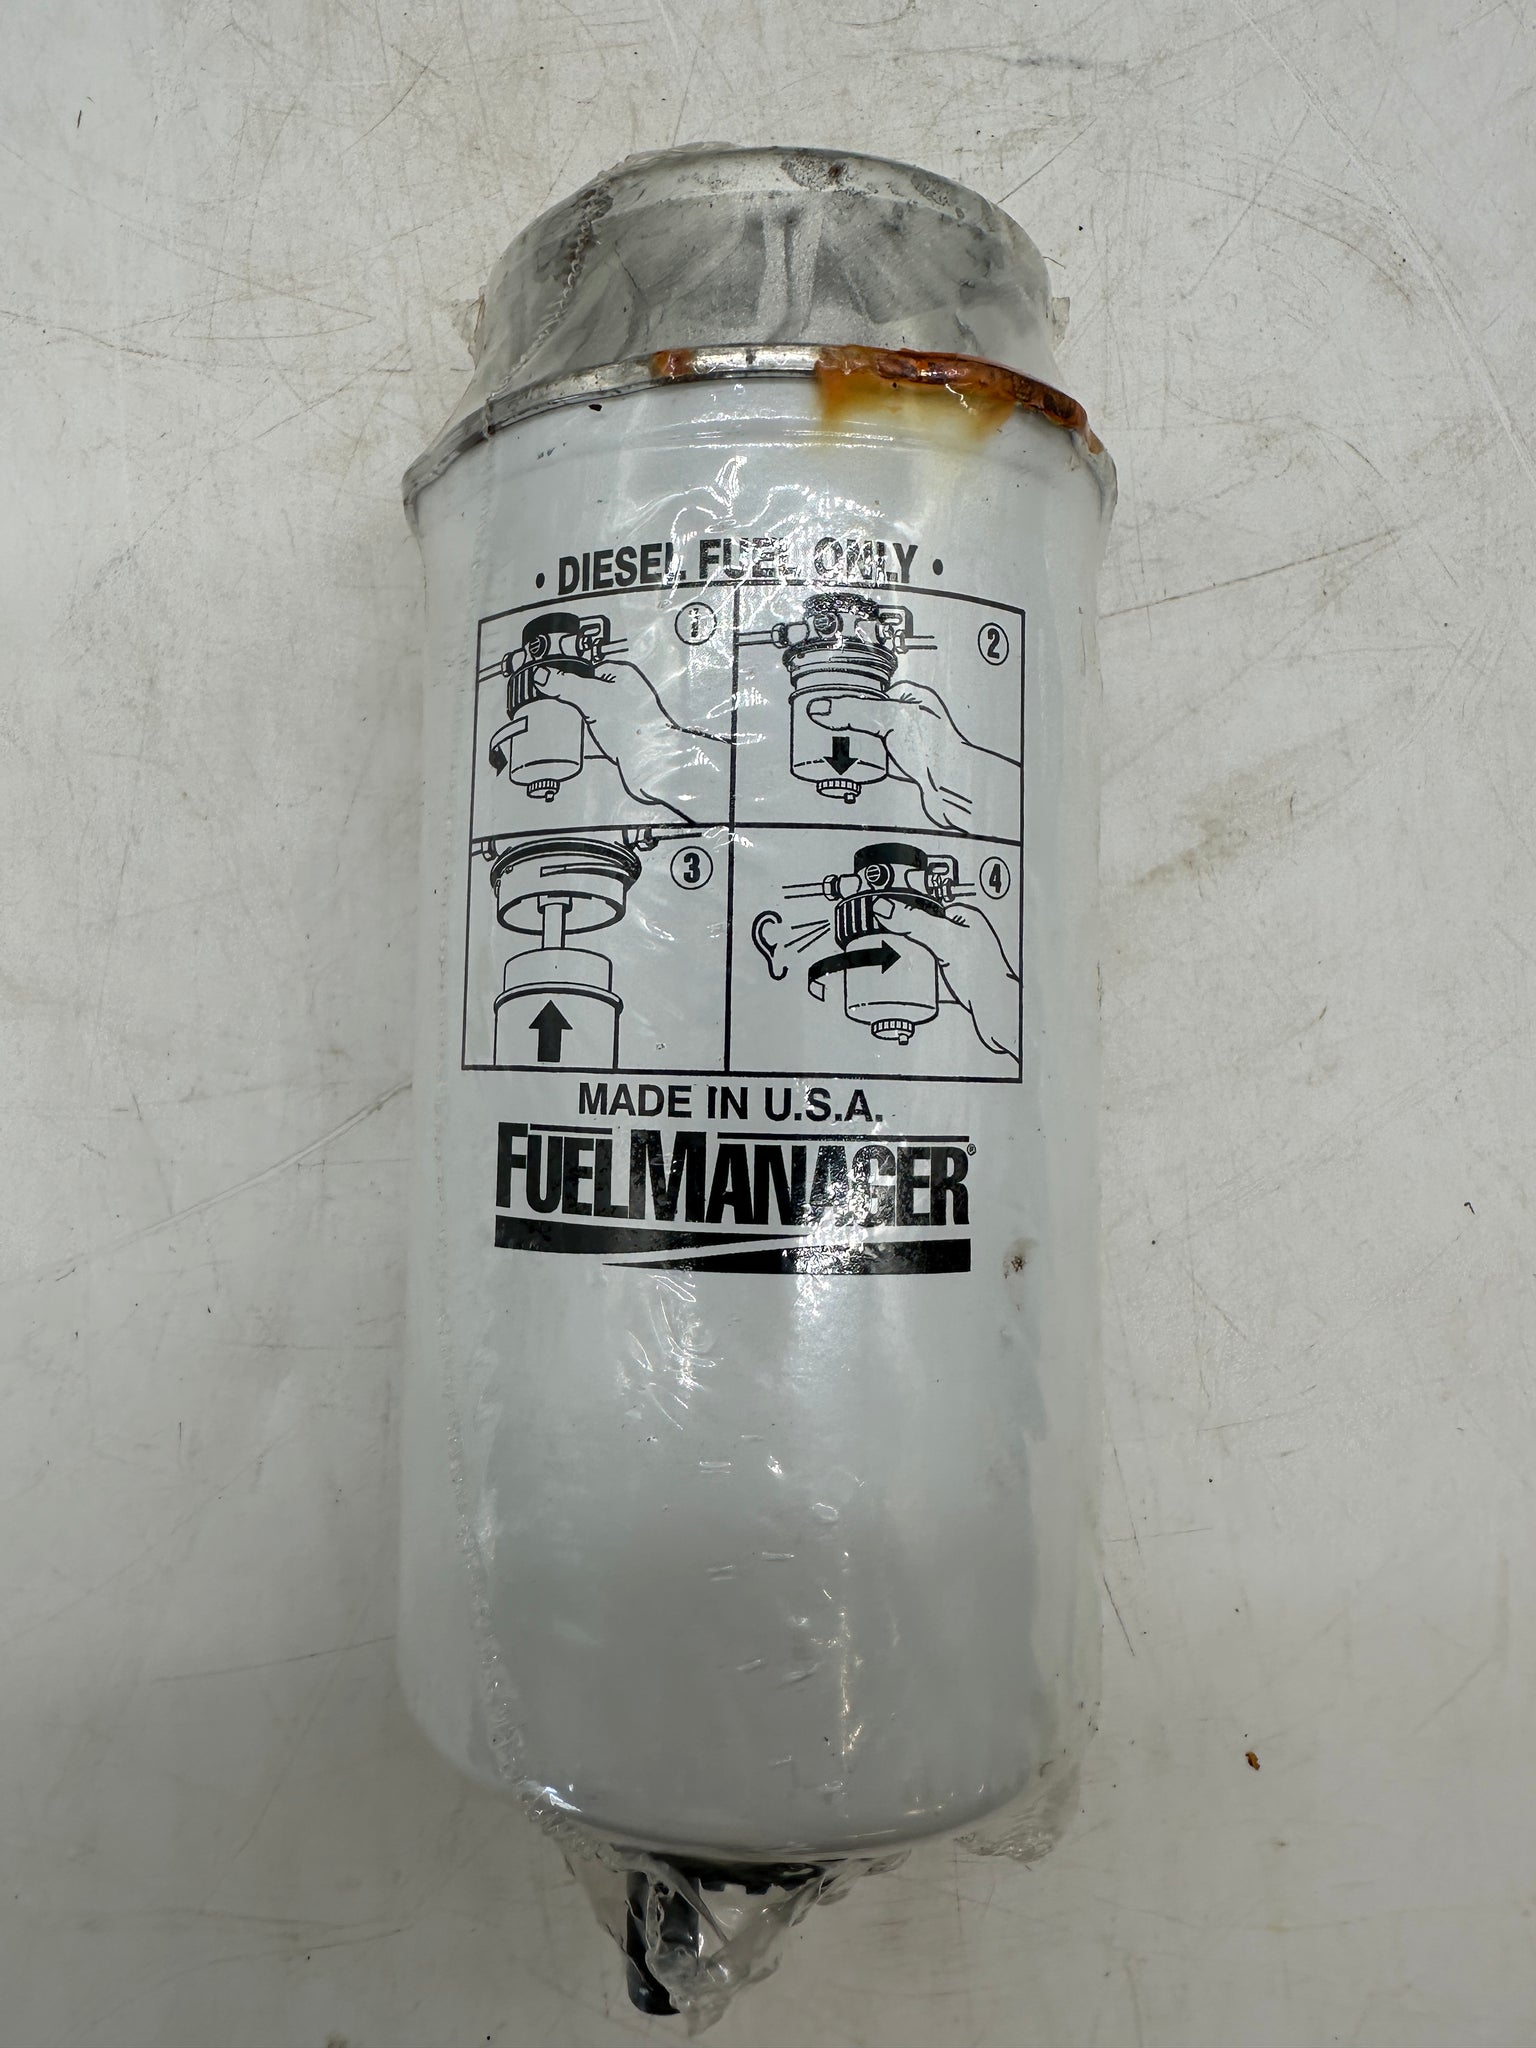 • DIESEL FUEL ONLY •
1
2
3
4
MADE IN U.S.A.
FUELMANAGER®